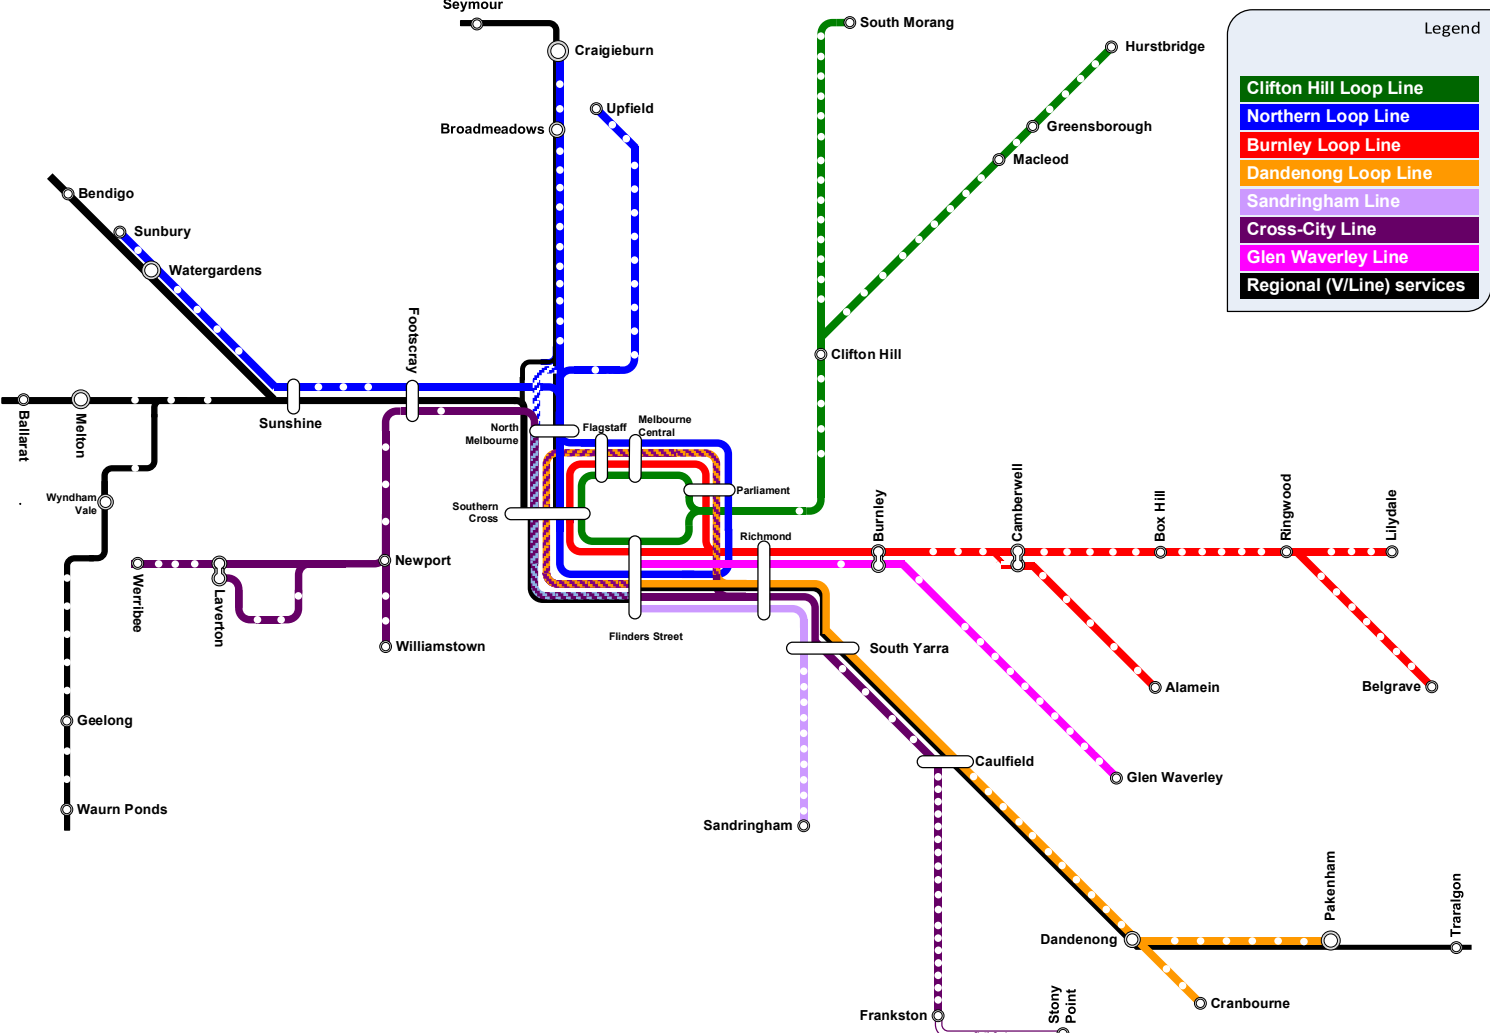 Seymour
Craigieburn
South Morang
Hurstbridge
Legend
Clifton Hill Loop Line
Northern Loop Line
Burnley Loop Line
Dandenong Loop Line
Sandringham Line
Cross-City Line
Glen Waverley Line
Regional (V/Line) services
Upfield
Broadmeadows
Greensborough
Macleod
Bendigo
Sunbury
Watergardens
Footscray
Clifton Hill
Ballarat
Melton
Sunshine
North
Melbourne
Flagstaff
Melbourne
Central
Parliament
Wyndham
Vale
Southern
Cross
Richmond
Burnley
Camberwell
Box Hill
Ringwood
Lilydale
Werribee
Laverton
Newport
Williamstown
Flinders Street
South Yarra
Alamein
Belgrave
Geelong
Caulfield
Glen Waverley
Waurn Ponds
Sandringham
Dandenong
Pakenham
Traralgon
Cranbourne
Frankston
Stony
Point